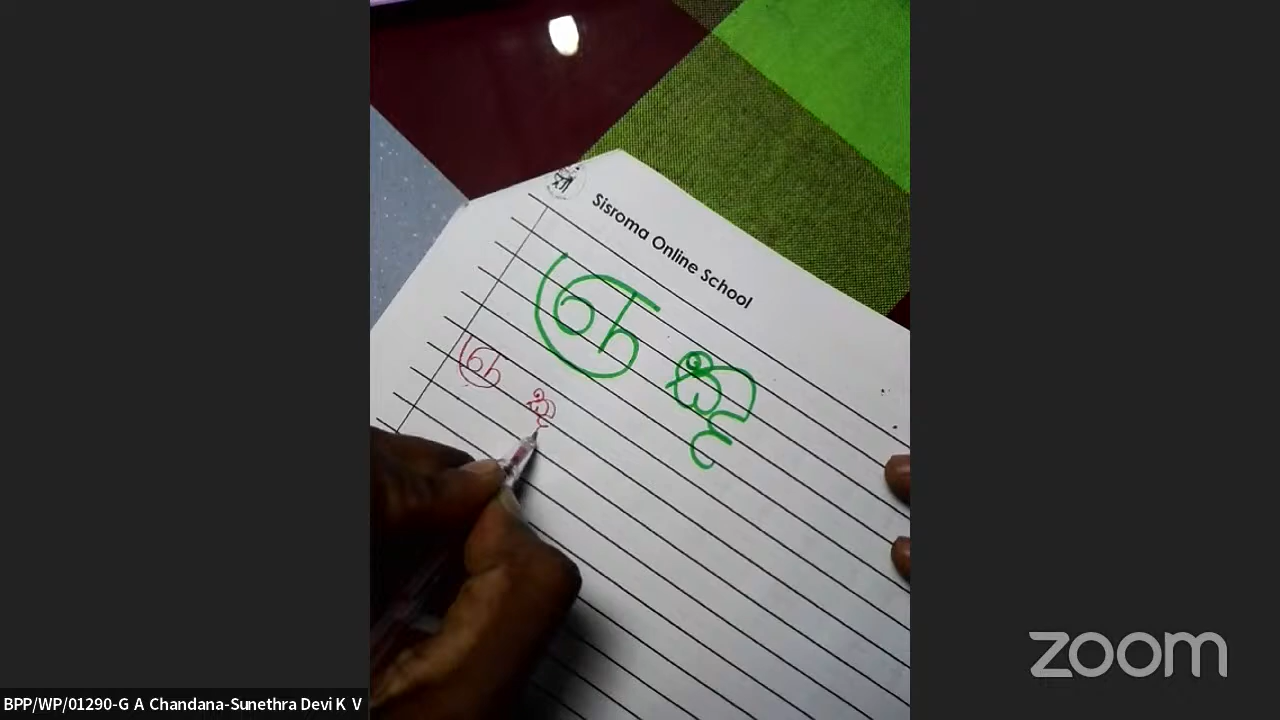 Sisroma Online School
ஞ ඤ
ஞ ඤ
BPP/WP/01290-G A Chandana-Sunethra Devi K V
zoom